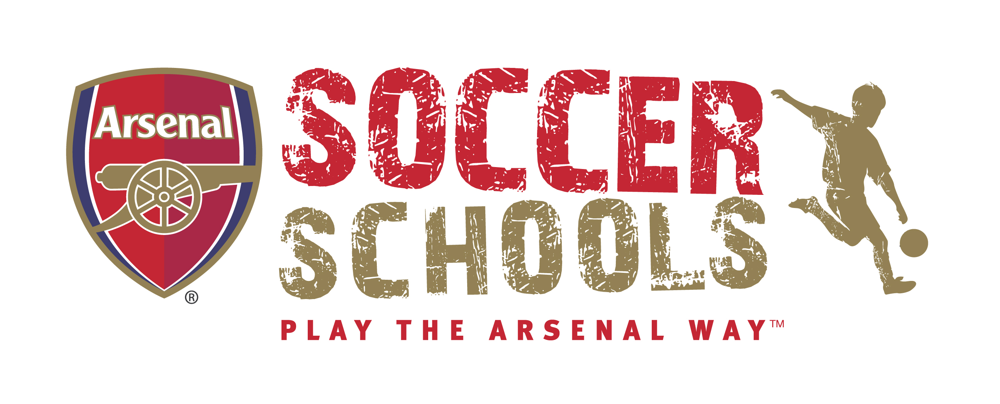 Arsenal
®
SOCCER
SCHOOLS
PLAY THE ARSENAL WAY™